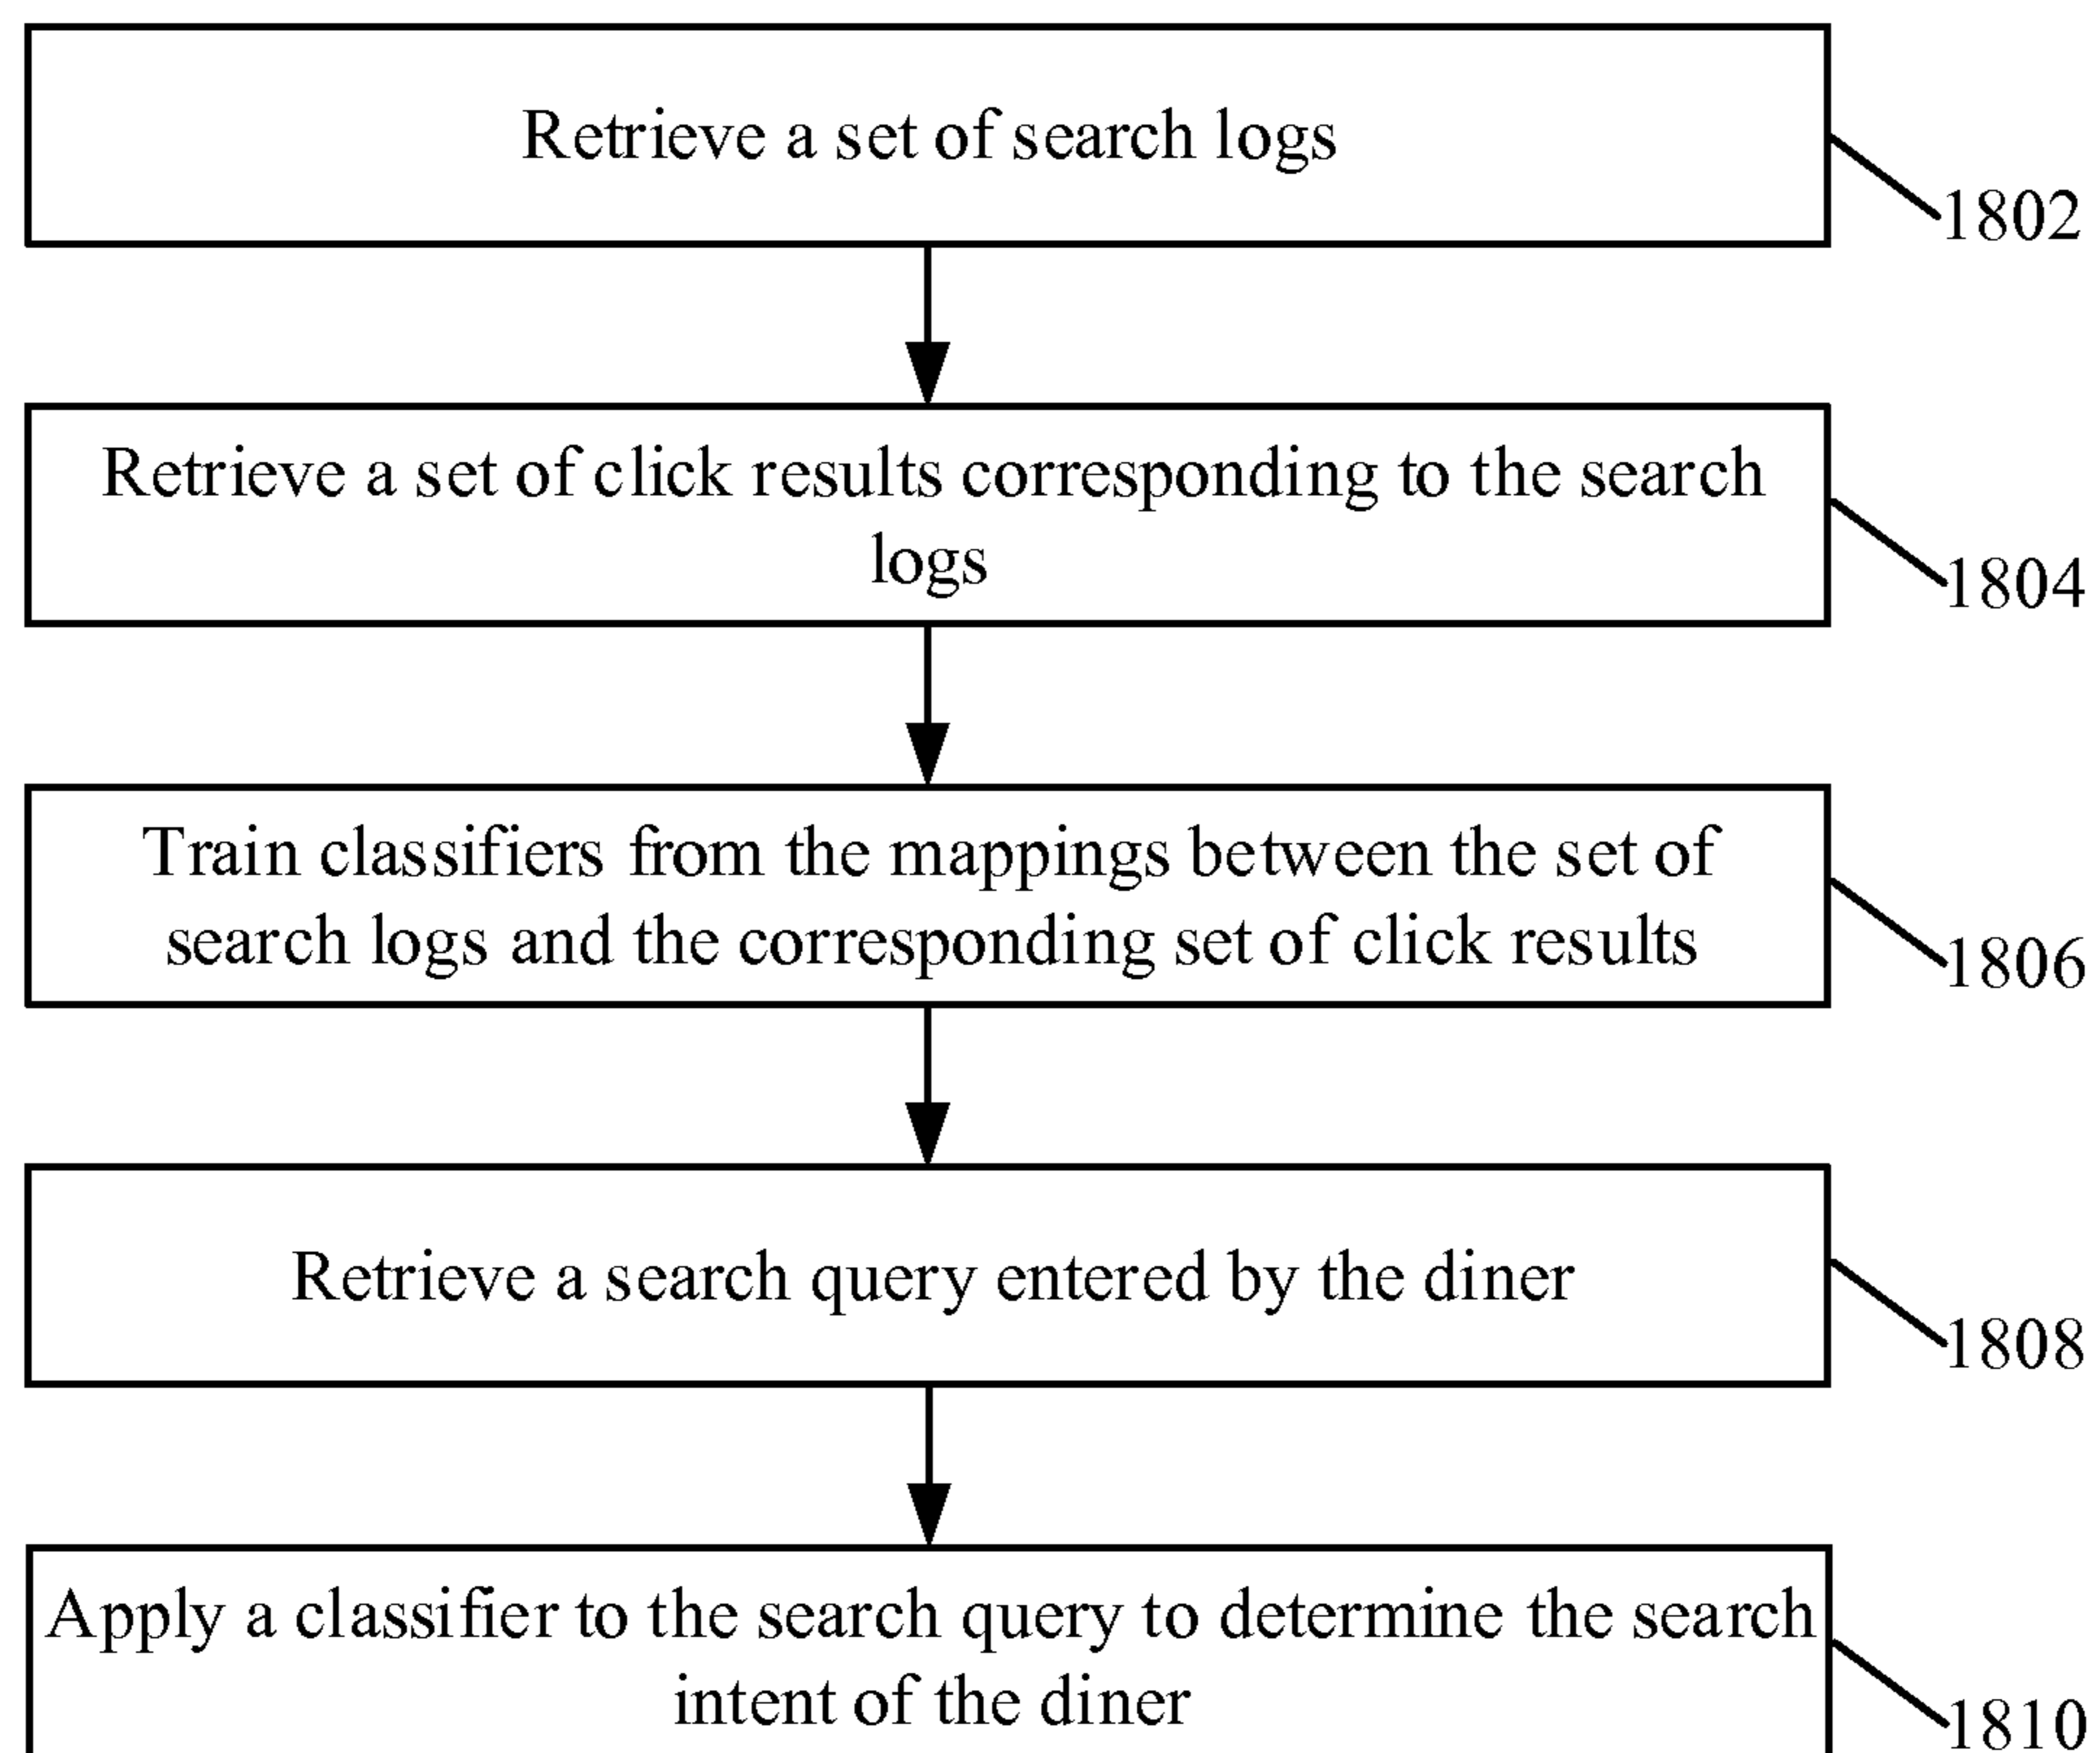 Retrieve a set of search logs
1802
Retrieve a set of click results corresponding to the search
logs
1804
Train classifiers from the mappings between the set of
search logs and the corresponding set of click results
1806
Retrieve a search query entered by the diner
1808
Apply a classifier to the search query to determine the search
intent of the diner
1810